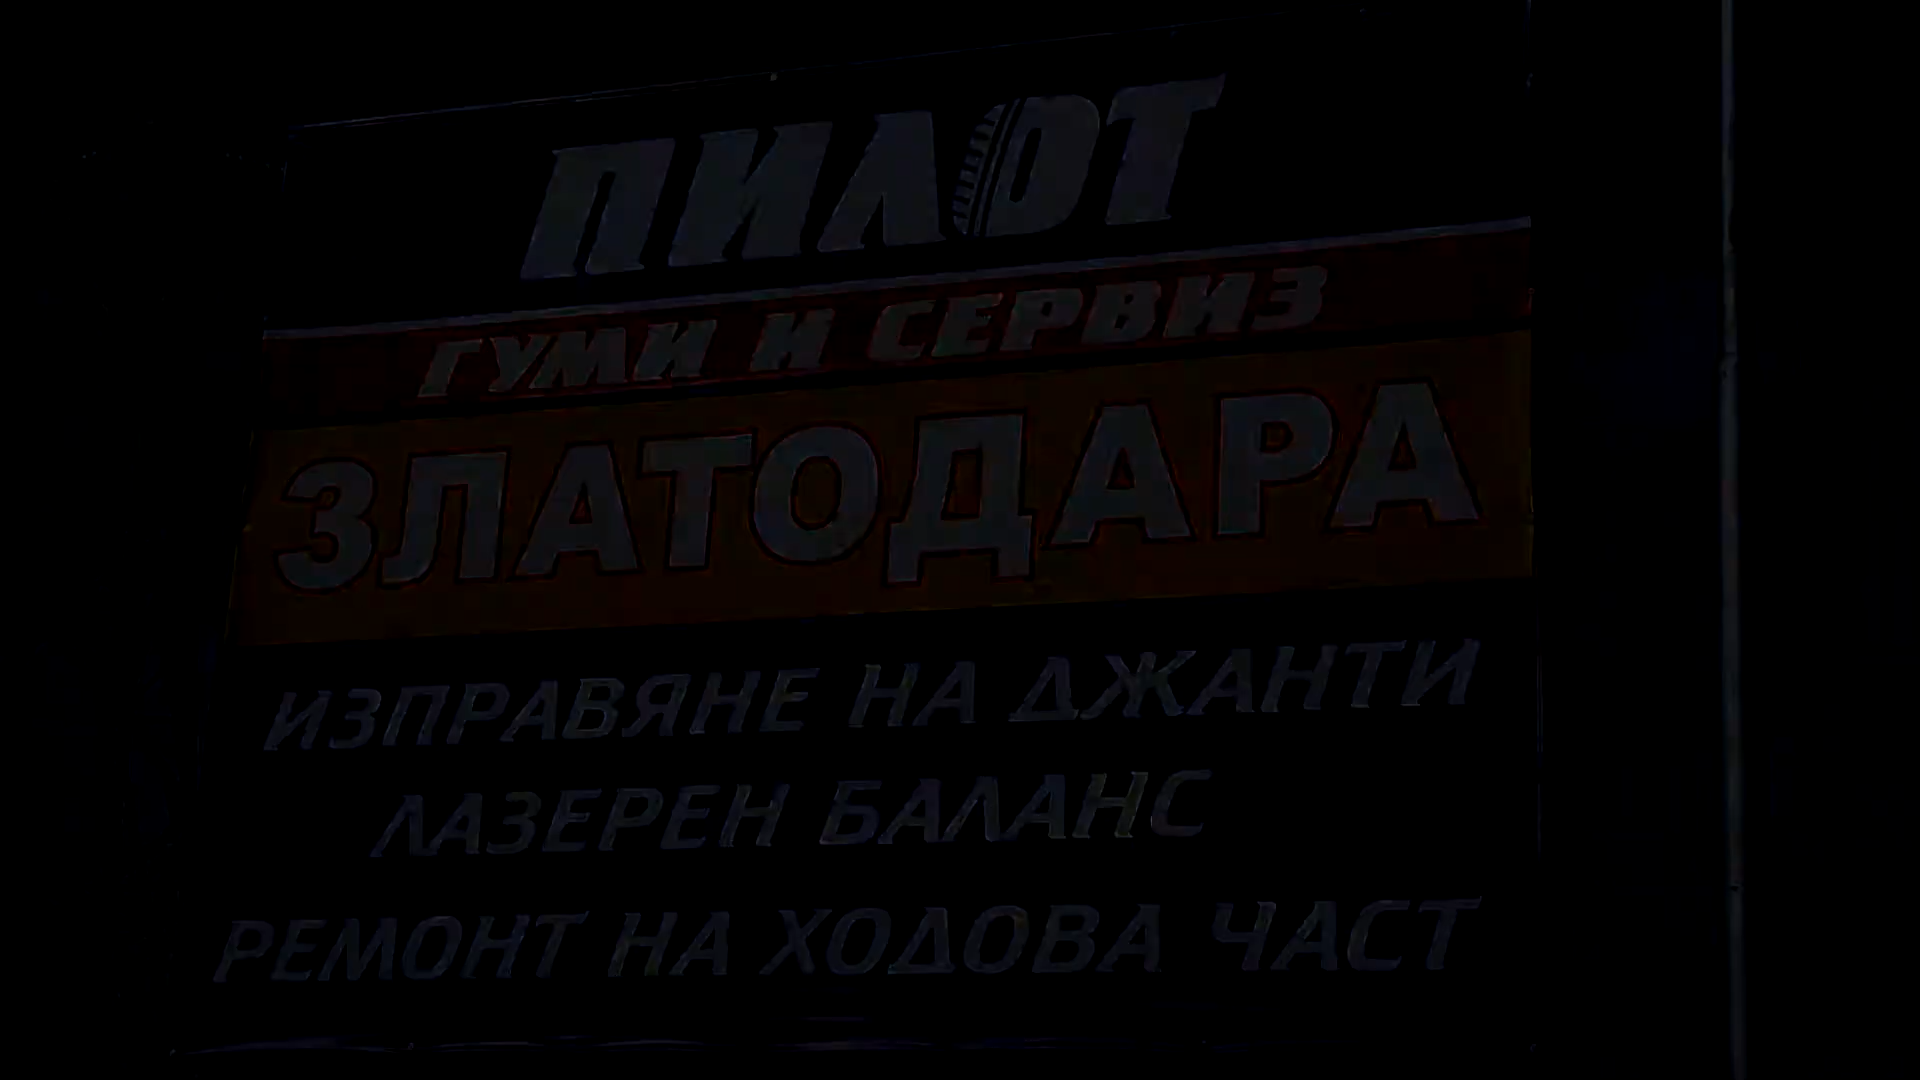 ПИЛОТ
ГУМИ И СЕРВИЗ
ЗЛАТОДАРА
ИЗПРАВЯНЕ НА ДЖАНТИ
ЛАЗЕРЕН БАЛАНС
РЕМОНТ НА ХОДОВА ЧАСТ